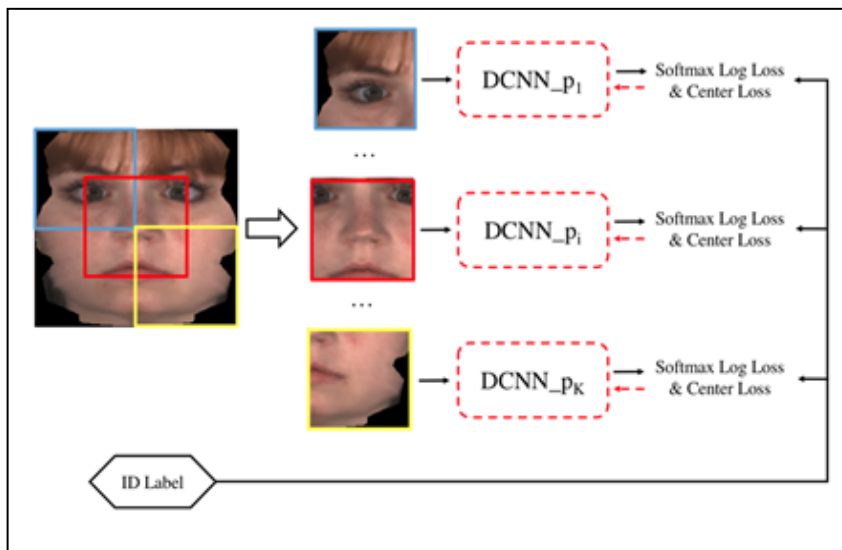 DCNN_p₁
Softmax Log Loss
& Center Loss
...
DCNN_pᵢ
Softmax Log Loss
& Center Loss
...
DCNN_p_K
Softmax Log Loss
& Center Loss
ID Label